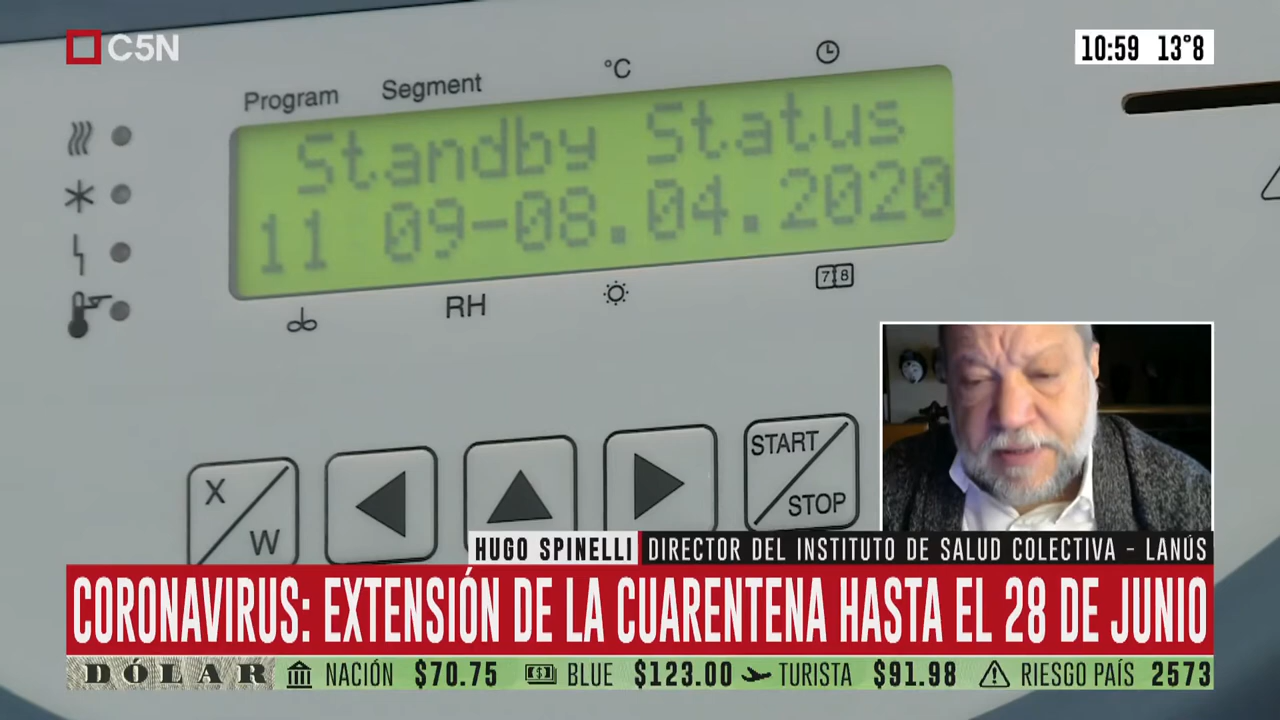 C5N
10:59 13°8
Program Segment °C
Standby Status
11 09-08.04.2020
RH 7 8
X W START STOP
HUGO SPINELLI DIRECTOR DEL INSTITUTO DE SALUD COLECTIVA - LANÚS
CORONAVIRUS: EXTENSIÓN DE LA CUARENTENA HASTA EL 28 DE JUNIO
DÓLAR NACIÓN $70.75 BLUE $123.00 TURISTA $91.98 RIESGO PAÍS 2573